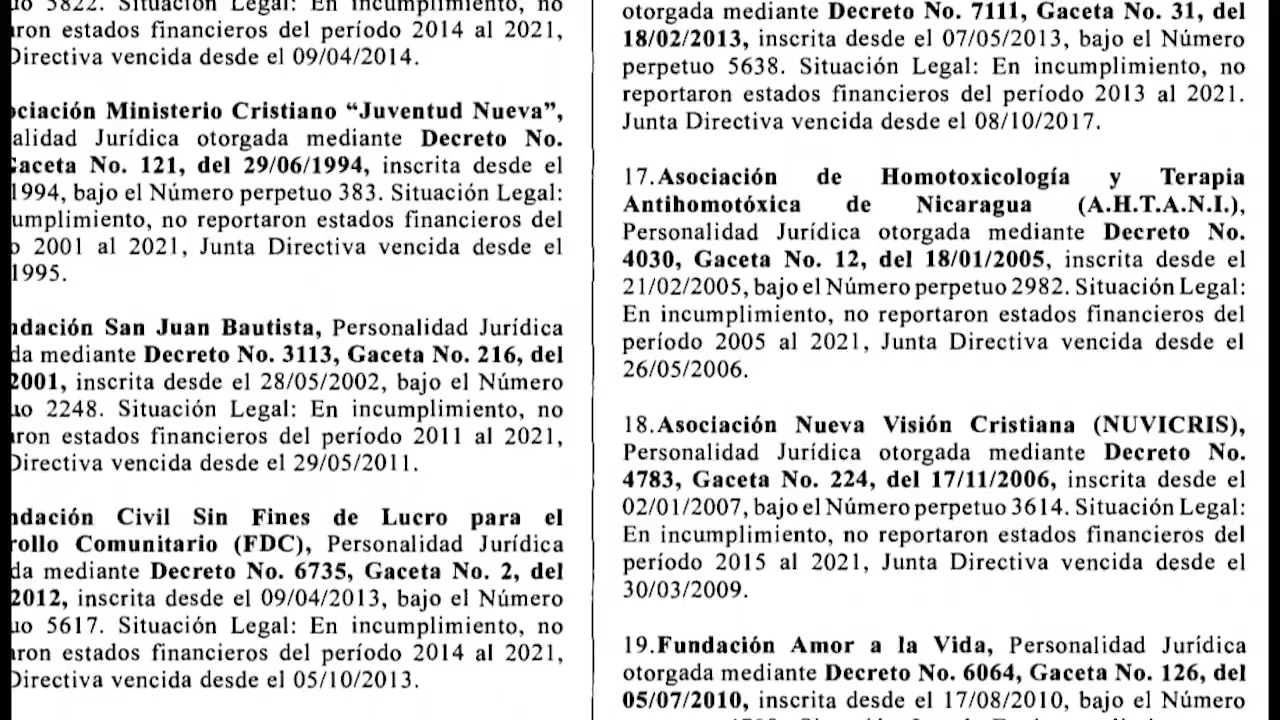 5822. Situación Legal: En incumplimiento, no
estados financieros del período 2014 al 2021,
Directiva vencida desde el 09/04/2014.
Ministerio Cristiano “Juventud Nueva”,
Jurídica otorgada mediante Decreto No.
Gaceta No. 121, del 29/06/1994, inscrita desde el
1994, bajo el Número perpetuo 383. Situación Legal:
no reportaron estados financieros del
2001 al 2021, Junta Directiva vencida desde el
1995.
San Juan Bautista, Personalidad Jurídica
mediante Decreto No. 3113, Gaceta No. 216, del
2001, inscrita desde el 28/05/2002, bajo el Número
2248. Situación Legal: En incumplimiento, no
estados financieros del período 2011 al 2021,
Directiva vencida desde el 29/05/2011.
Civil Sin Fines de Lucro para el
Comunitario (FDC), Personalidad Jurídica
mediante Decreto No. 6735, Gaceta No. 2, del
2012, inscrita desde el 09/04/2013, bajo el Número
5617. Situación Legal: En incumplimiento, no
estados financieros del período 2014 al 2021,
Directiva vencida desde el 05/10/2013.
otorgada mediante Decreto No. 7111, Gaceta No. 31, del
18/02/2013, inscrita desde el 07/05/2013, bajo el Número
perpetuo 5638. Situación Legal: En incumplimiento, no
reportaron estados financieros del período 2013 al 2021.
Junta Directiva vencida desde el 08/10/2017.
17.Asociación de Homotoxicología y Terapia
Antihomotóxica de Nicaragua (A.H.T.A.N.I.),
Personalidad Jurídica otorgada mediante Decreto No.
4030, Gaceta No. 12, del 18/01/2005, inscrita desde el
21/02/2005, bajo el Número perpetuo 2982. Situación Legal:
En incumplimiento, no reportaron estados financieros del
período 2005 al 2021, Junta Directiva vencida desde el
26/05/2006.
18.Asociación Nueva Visión Cristiana (NUVICRIS),
Personalidad Jurídica otorgada mediante Decreto No.
4783, Gaceta No. 224, del 17/11/2006, inscrita desde el
02/01/2007, bajo el Número perpetuo 3614. Situación Legal:
En incumplimiento, no reportaron estados financieros del
período 2015 al 2021, Junta Directiva vencida desde el
30/03/2009.
19.Fundación Amor a la Vida, Personalidad Jurídica
otorgada mediante Decreto No. 6064, Gaceta No. 126, del
05/07/2010, inscrita desde el 17/08/2010, bajo el Número